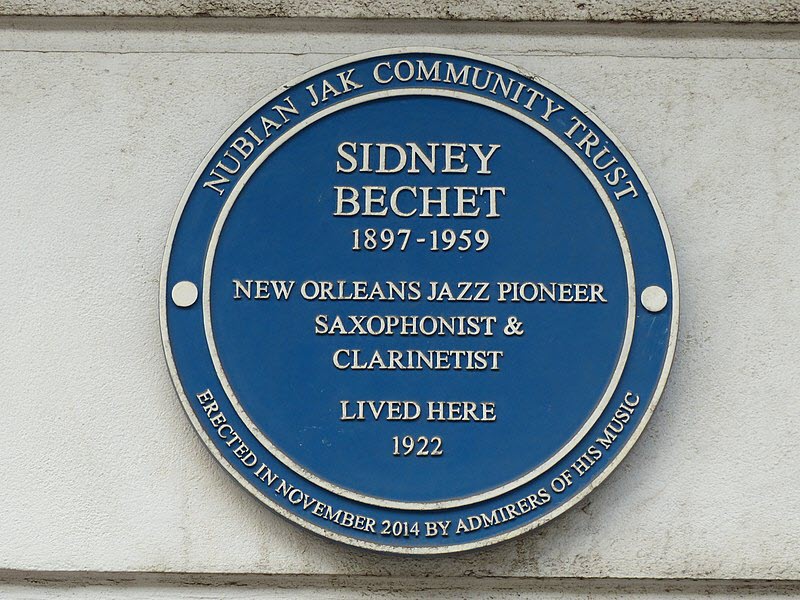 NUBIAN JAK COMMUNITY TRUST
SIDNEY
BECHET
1897-1959
NEW ORLEANS JAZZ PIONEER
SAXOPHONIST &
CLARINETIST
LIVED HERE
1922
ERECTED IN NOVEMBER 2014 BY ADMIRERS OF HIS MUSIC